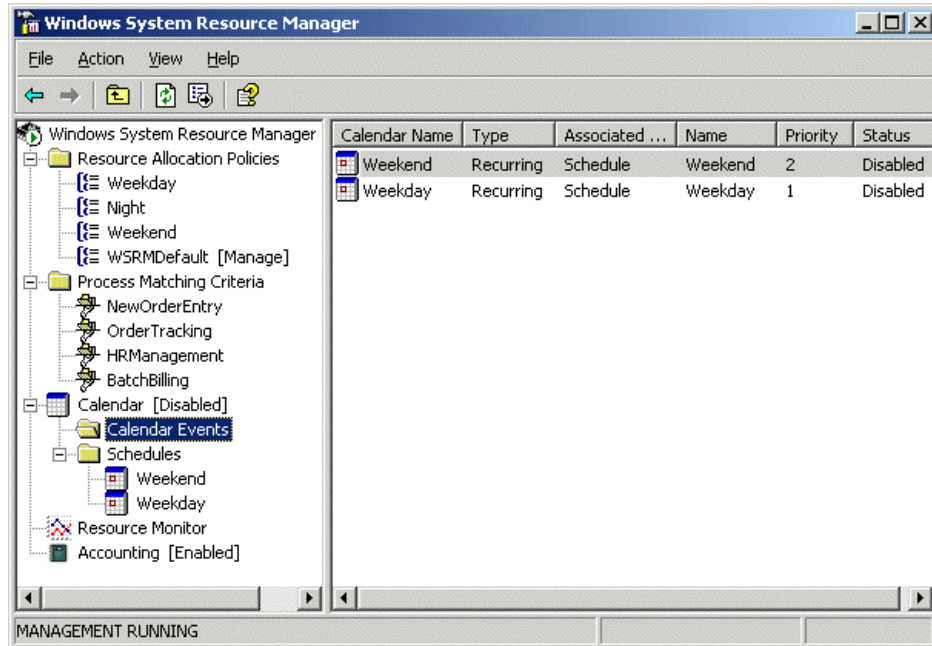 Windows System Resource Manager
File Action View Help
Windows System Resource Manager
Resource Allocation Policies
Weekday
Night
Weekend
WSRMDefault [Manage]
Process Matching Criteria
NewOrderEntry
OrderTracking
HRManagement
BatchBilling
Calendar [Disabled]
Calendar Events
Schedules
Weekend
Weekday
Resource Monitor
Accounting [Enabled]
Calendar Name Type Associated ... Name Priority Status
Weekend Recurring Schedule Weekend 2 Disabled
Weekday Recurring Schedule Weekday 1 Disabled
MANAGEMENT RUNNING